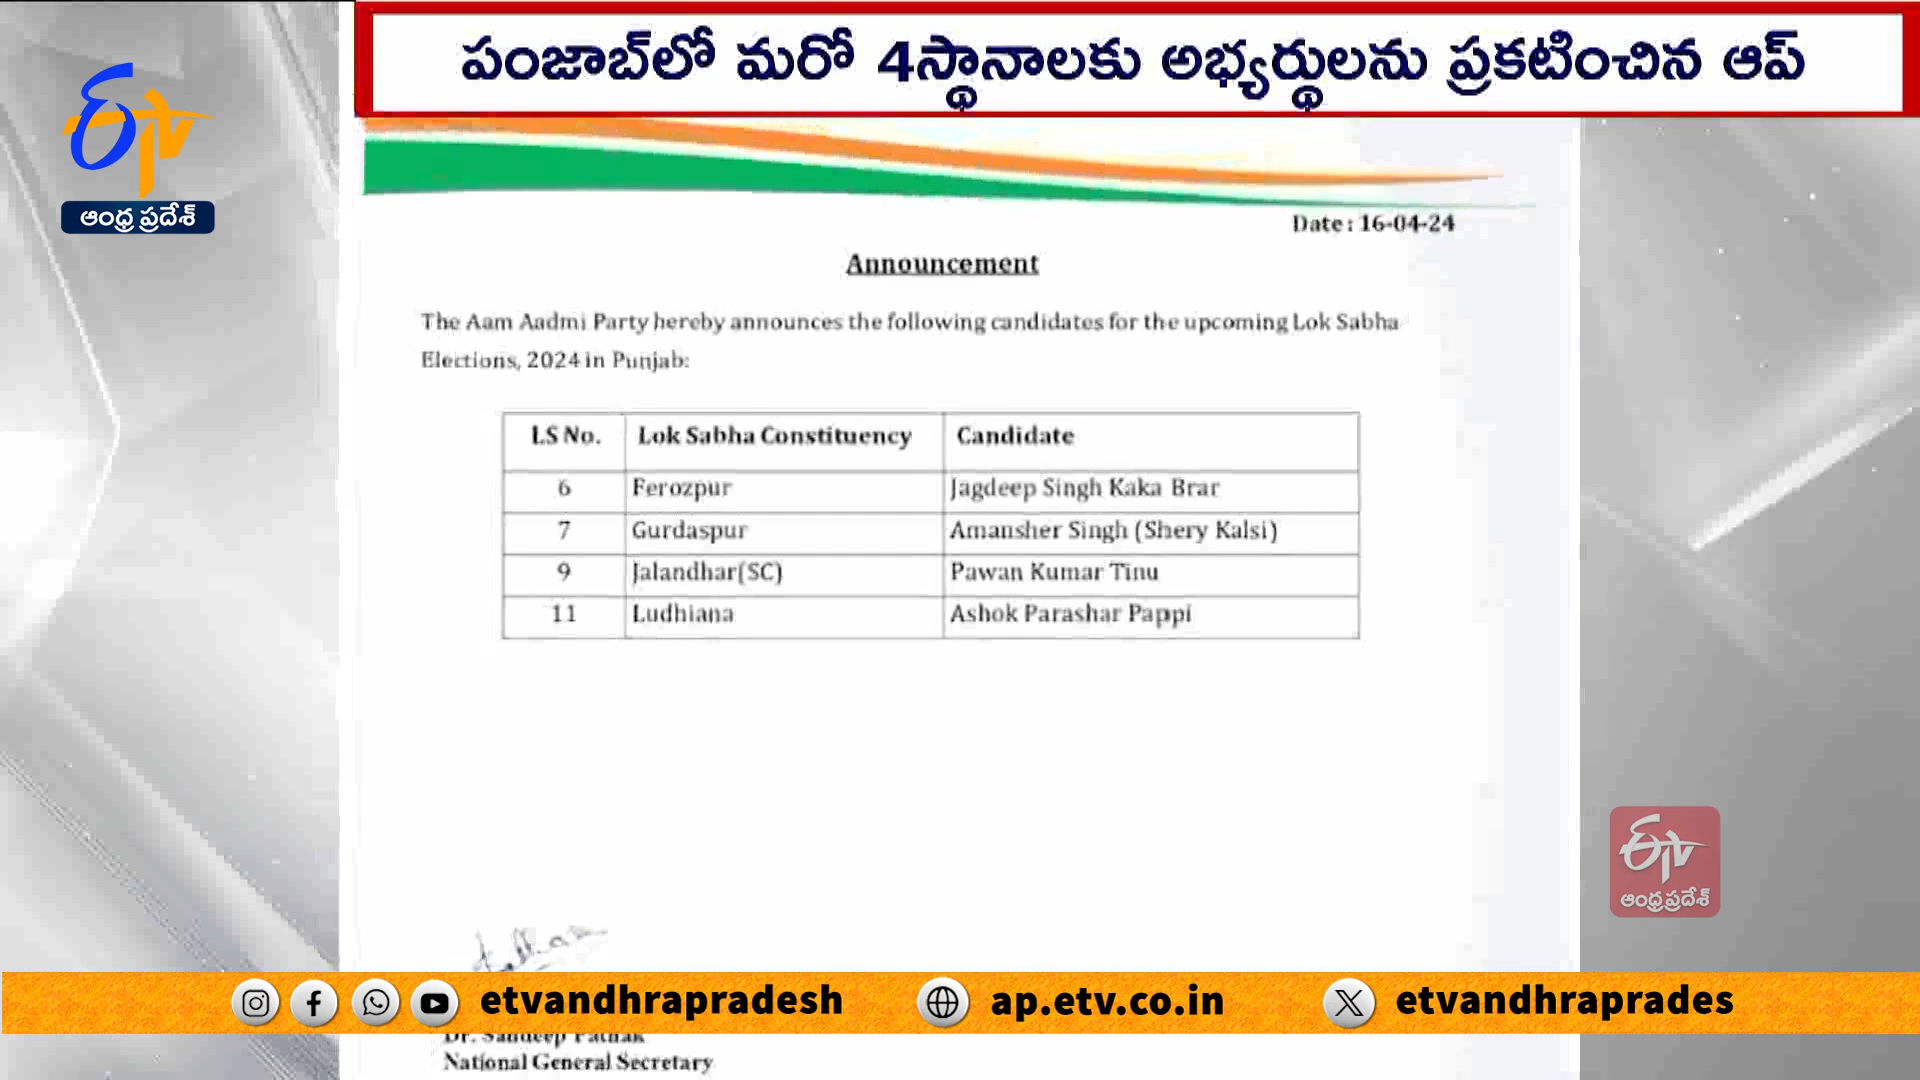 పంజాబ్‌లో మరో 4స్థానాలకు అభ్యర్థులను ప్రకటించిన ఆప్
ఆంధ్ర ప్రదేశ్
Date : 16-04-24
Announcement
The Aam Aadmi Party hereby announces the following candidates for the upcoming Lok Sabha
Elections, 2024 in Punjab:
LS No. Lok Sabha Constituency Candidate
6 Ferozpur Jagdeep Singh Kaka Brar
7 Gurdaspur Amansher Singh (Shery Kalsi)
9 Jalandhar(SC) Pawan Kumar Tinu
11 Ludhiana Ashok Parashar Pappi
ఆంధ్రప్రదేశ్
etvandhrapradesh ap.etv.co.in etvandhraprades
Dr. Sandeep Pathak
National General Secretary